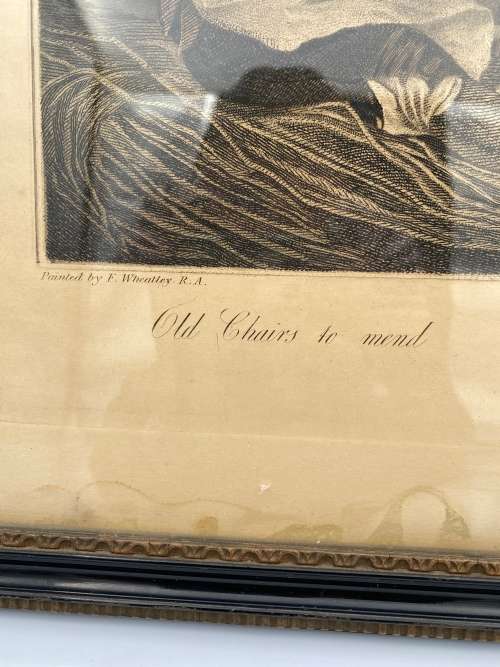 Painted by F. Wheatley R.A.
Old Chairs to mend